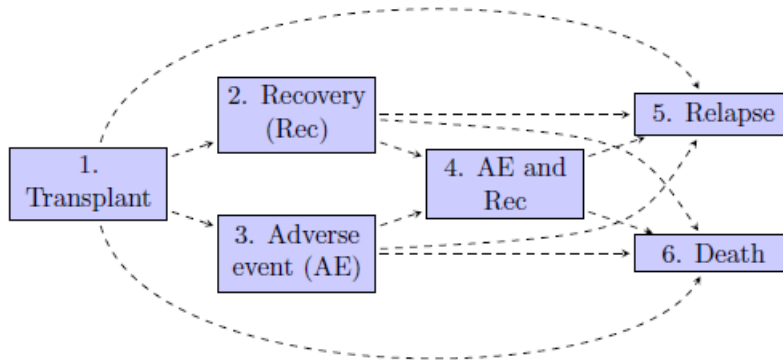 1.
Transplant
2. Recovery
(Rec)
3. Adverse
event (AE)
4. AE and
Rec
5. Relapse
6. Death